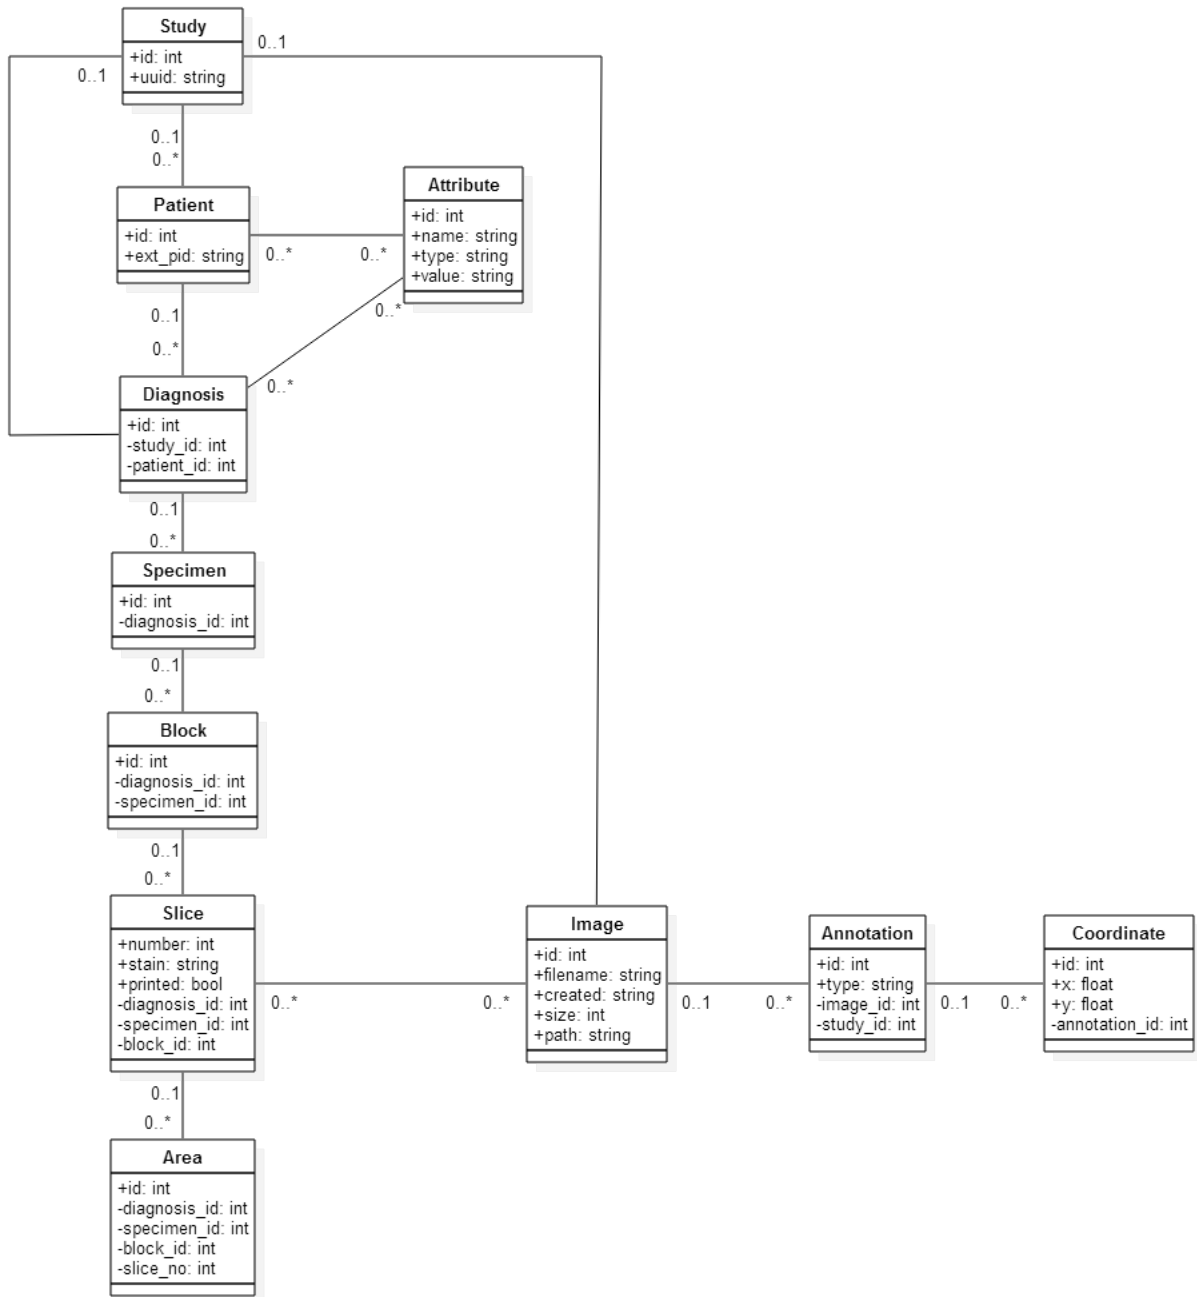 Study
+id: int
+uuid: string
0..1
0..1
0..1
0..*
Patient
+id: int
+ext_pid: string
0..*
0..*
Attribute
+id: int
+name: string
+type: string
+value: string
0..*
0..1
0..*
0..*
Diagnosis
+id: int
-study_id: int
-patient_id: int
0..1
0..*
Specimen
+id: int
-diagnosis_id: int
0..1
0..*
Block
+id: int
-diagnosis_id: int
-specimen_id: int
0..1
0..*
Slice
+number: int
+stain: string
+printed: bool
-diagnosis_id: int
-specimen_id: int
-block_id: int
0..*
0..*
Image
+id: int
+filename: string
+created: string
+size: int
+path: string
0..1
0..*
Annotation
+id: int
+type: string
-image_id: int
-study_id: int
0..1
0..*
Coordinate
+id: int
+x: float
+y: float
-annotation_id: int
0..1
0..*
Area
+id: int
-diagnosis_id: int
-specimen_id: int
-block_id: int
-slice_no: int